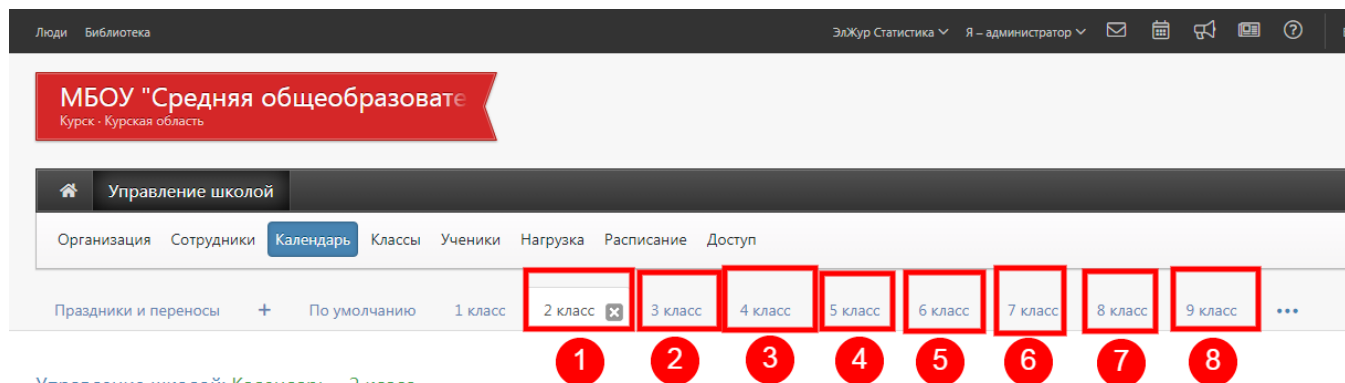 Люди Библиотека ЭлЖур Статистика Я – администратор
МБОУ "Средняя общеобразовате
Курск · Курская область
Управление школой
Организация Сотрудники Календарь Классы Ученики Нагрузка Расписание Доступ
Праздники и переносы + По умолчанию 1 класс 2 класс 3 класс 4 класс 5 класс 6 класс 7 класс 8 класс 9 класс •••
1 2 3 4 5 6 7 8